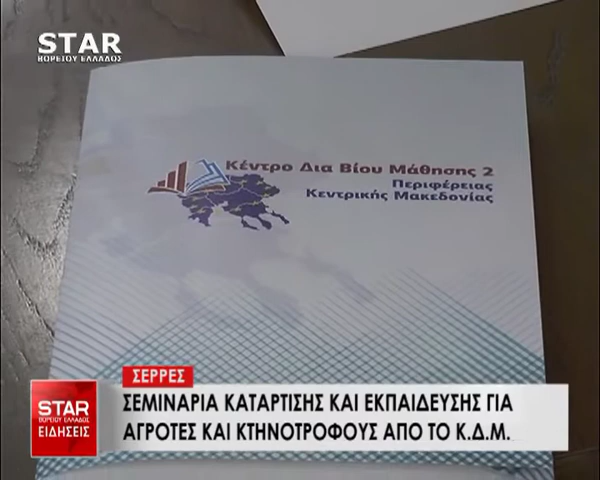 STAR
ΒΟΡΕΙΟΥ ΕΛΛΑΔΟΣ
Κέντρο Δια Βίου Μάθησης 2
Περιφέρειας
Κεντρικής Μακεδονίας
ΣΕΡΡΕΣ
STAR
ΒΟΡΕΙΟΥ ΕΛΛΑΔΟΣ
ΕΙΔΗΣΕΙΣ
ΣΕΜΙΝΑΡΙΑ ΚΑΤΑΡΤΙΣΗΣ ΚΑΙ ΕΚΠΑΙΔΕΥΣΗΣ ΓΙΑ
ΑΓΡΟΤΕΣ ΚΑΙ ΚΤΗΝΟΤΡΟΦΟΥΣ ΑΠΟ ΤΟ Κ.Δ.Μ.